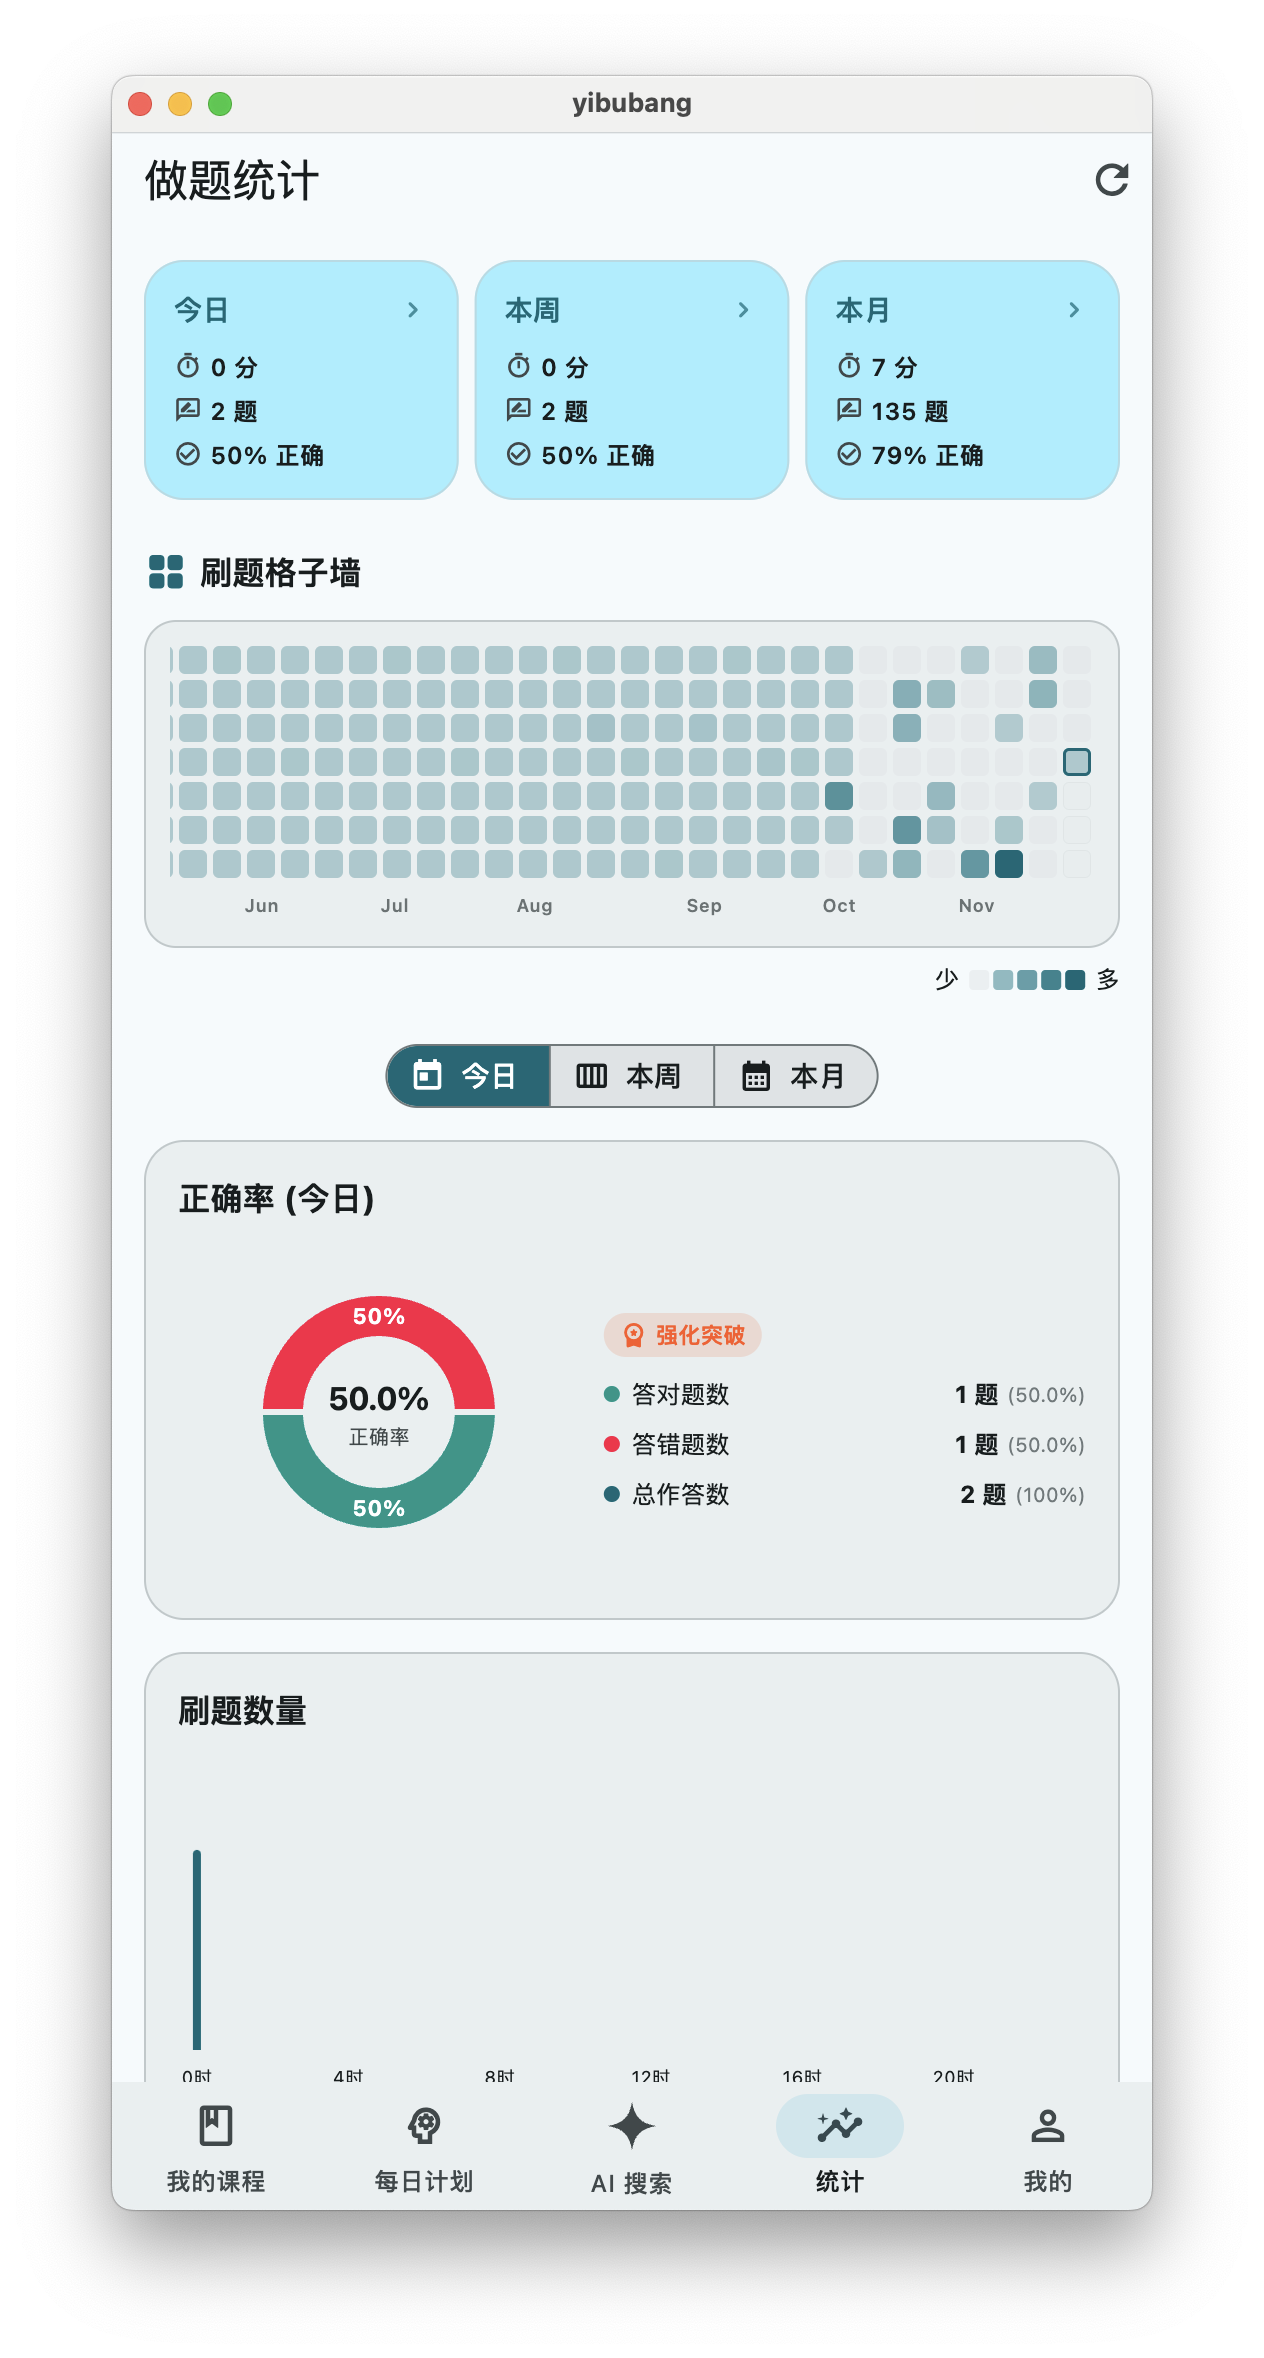 yibubang
做题统计
今日
0 分
2 题
50% 正确
本周
0 分
2 题
50% 正确
本月
7 分
135 题
79% 正确
刷题格子墙
Jun Jul Aug Sep Oct Nov
少 多
今日 本周 本月
正确率 (今日)
50%
50.0%
正确率
50%
强化突破
答对题数 1 题 (50.0%)
答错题数 1 题 (50.0%)
总作答数 2 题 (100%)
刷题数量
0时 4时 8时 12时 16时 20时
我的课程 每日计划 AI 搜索 统计 我的